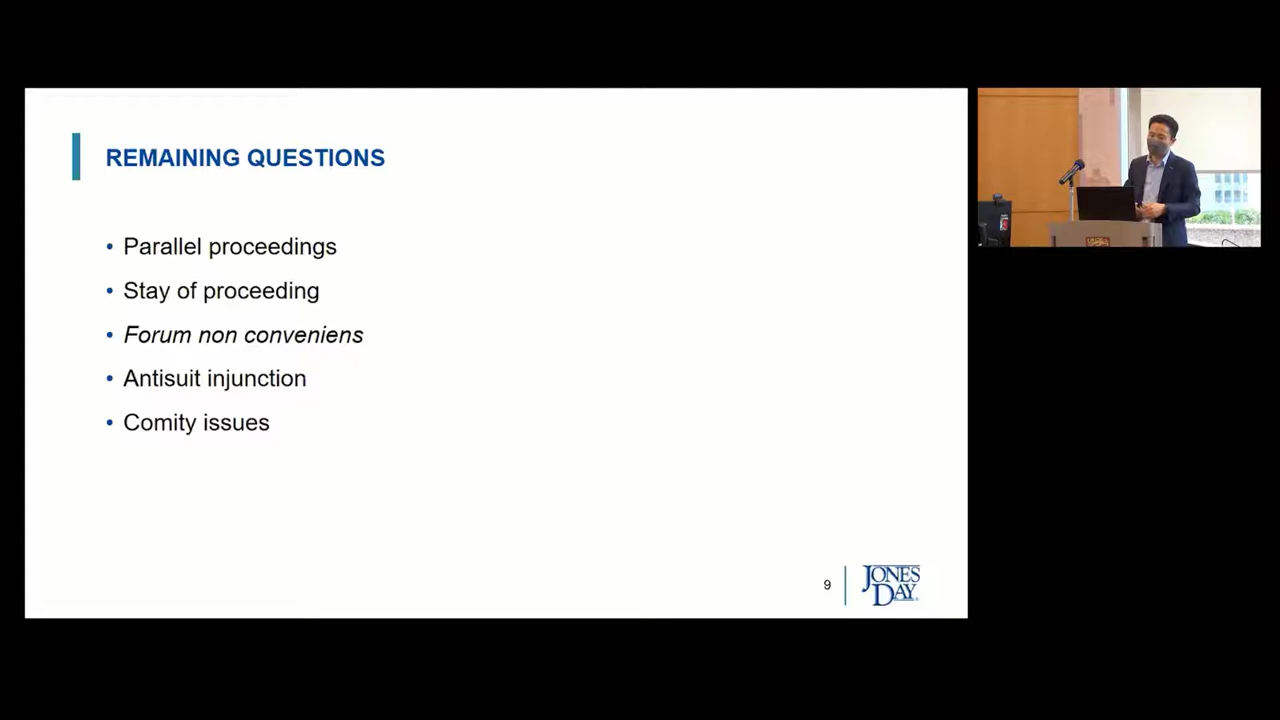 REMAINING QUESTIONS
• Parallel proceedings
• Stay of proceeding
• Forum non conveniens
• Antisuit injunction
• Comity issues
9
JONES
DAY